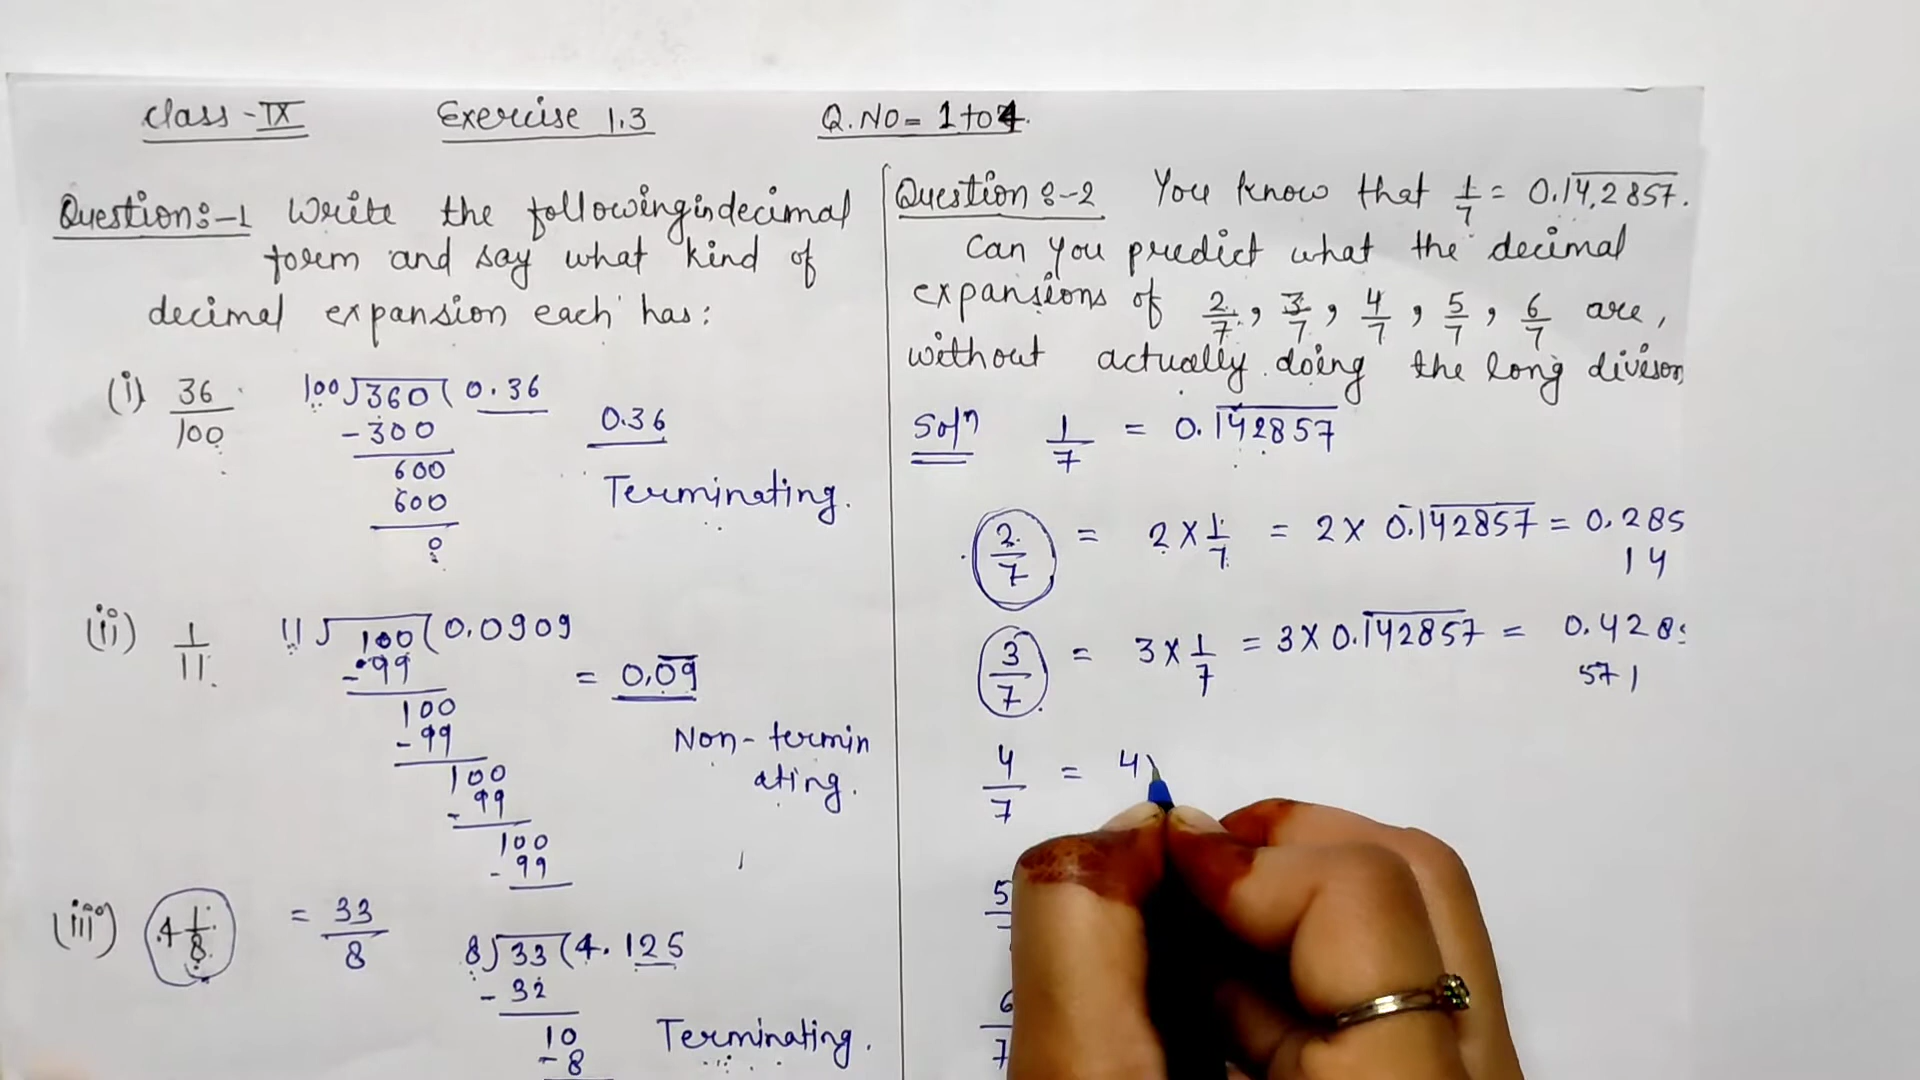 Class - IX Exercise 1.3 Q.NO = 1 to 4.
Question:-1 Write the following in decimal
form and say what kind of
decimal expansion each has:
(i) 36/100 100)360(0.36
-300
600
600
0
0.36
Terminating.
(ii) 1/11 11)100(0.0909
-99
100
-99
100
-99
100
-99
= 0.0̅9̅
Non-termin
ating.
(iii) 4 1/8 = 33/8 8)33(4.125
-32
10
-8
Terminating.
Question:-2 You know that 1/7 = 0.1̅4̅,2̅8̅5̅7̅.
Can you predict what the decimal
expansions of 2/7, 3/7, 4/7, 5/7, 6/7 are,
without actually doing the long divison
Solⁿ 1/7 = 0.1̅4̅2̅8̅5̅7̅
2/7 = 2 × 1/7 = 2 × 0.1̅4̅2̅8̅5̅7̅ = 0.285
14
3/7 = 3 × 1/7 = 3 × 0.1̅4̅2̅8̅5̅7̅ = 0.428
571
4/7 = 4
5
6/7